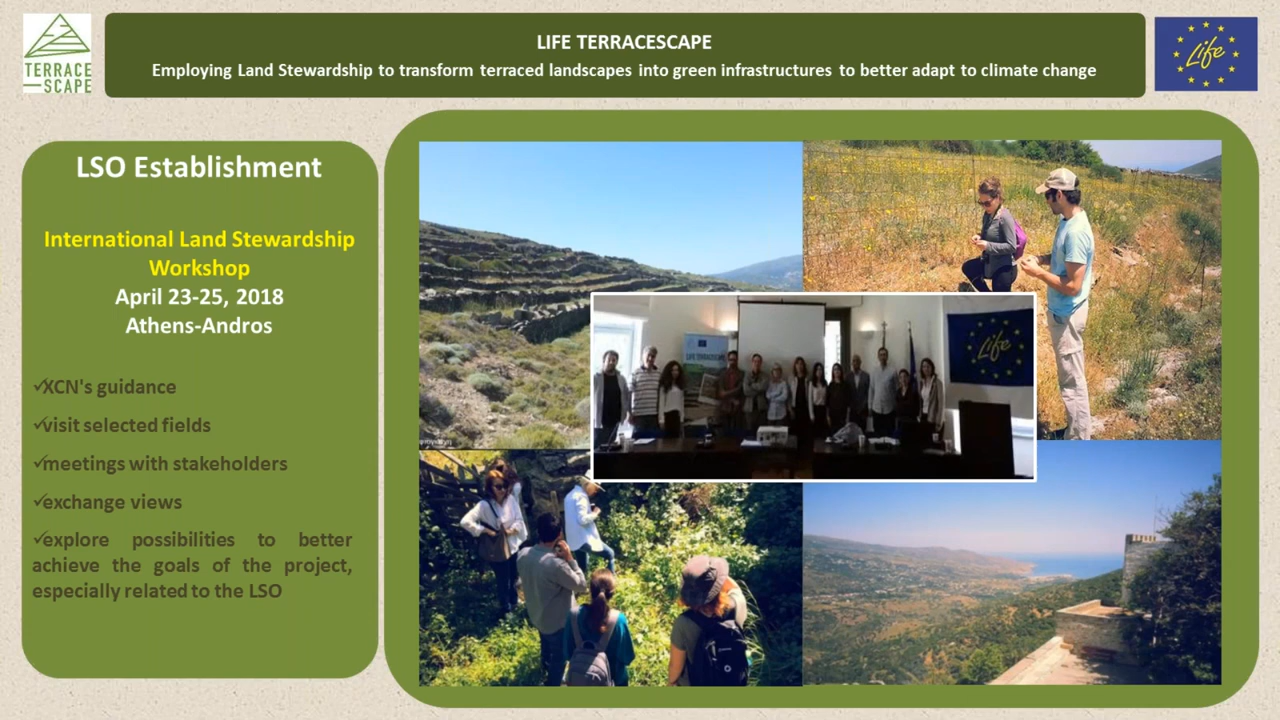 TERRACE
SCAPE
LIFE TERRACESCAPE
Employing Land Stewardship to transform terraced landscapes into green infrastructures to better adapt to climate change
Life
LSO Establishment
International Land Stewardship
Workshop
April 23-25, 2018
Athens-Andros
✓XCN's guidance
✓visit selected fields
✓meetings with stakeholders
✓exchange views
✓explore possibilities to better
achieve the goals of the project,
especially related to the LSO
LIFE TERRACESCAPE
Life